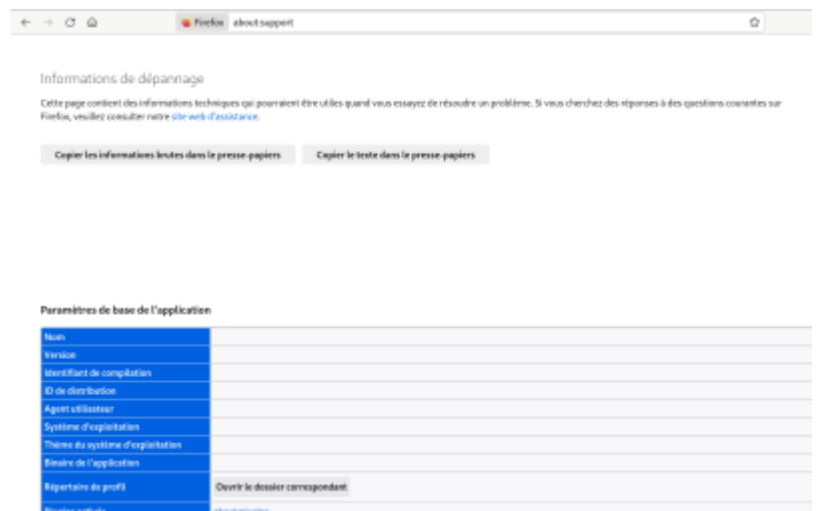 Firefox about:support
Informations de dépannage
Cette page contient des informations techniques qui pourraient être utiles quand vous essayez de résoudre un problème. Si vous cherchez des réponses à des questions courantes sur
Firefox, veuillez consulter notre site web d'assistance.
Copier les informations brutes dans le presse-papiers Copier le texte dans le presse-papiers
Paramètres de base de l'application
Nom
Version
Identifiant de compilation
ID de distribution
Agent utilisateur
Système d'exploitation
Thème du système d'exploitation
Binaire de l'application
Répertoire de profil Ouvrir le dossier correspondant